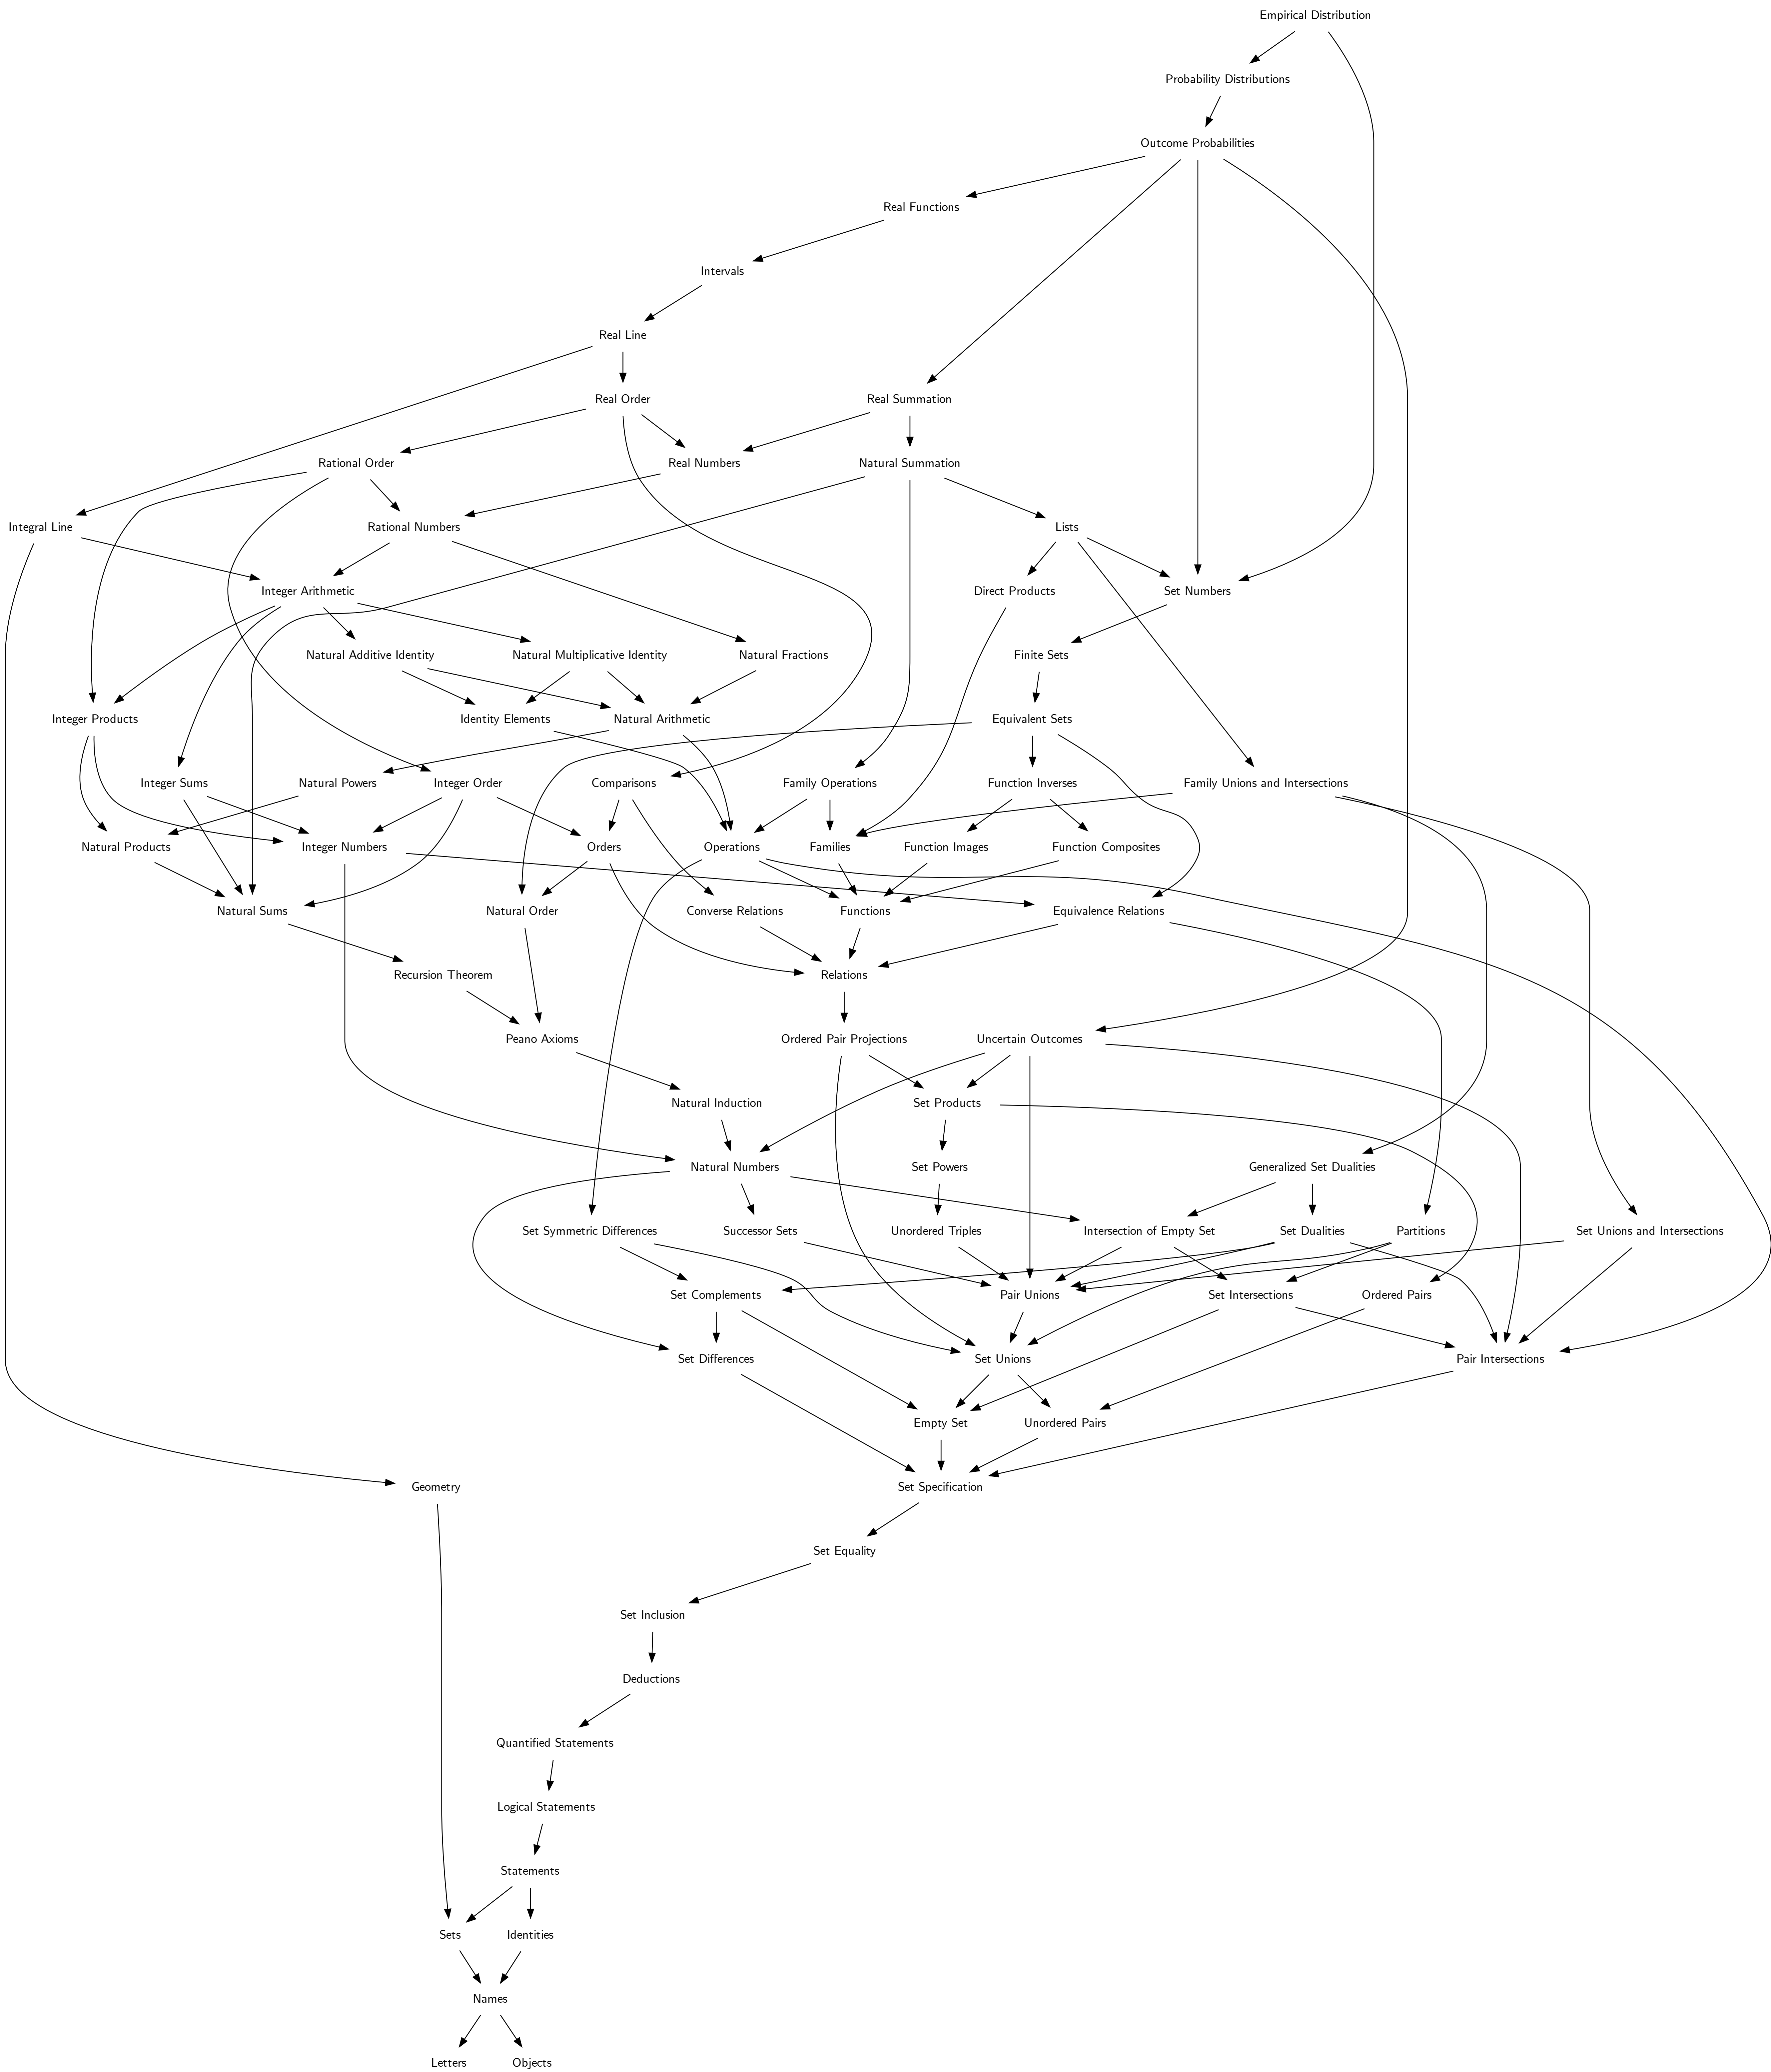 Empirical Distribution
Probability Distributions
Outcome Probabilities
Real Functions
Intervals
Real Line
Real Order
Real Summation
Rational Order
Real Numbers
Natural Summation
Integral Line
Rational Numbers
Lists
Integer Arithmetic
Direct Products
Set Numbers
Natural Additive Identity
Natural Multiplicative Identity
Natural Fractions
Finite Sets
Integer Products
Identity Elements
Natural Arithmetic
Equivalent Sets
Integer Sums
Natural Powers
Integer Order
Comparisons
Family Operations
Function Inverses
Family Unions and Intersections
Natural Products
Integer Numbers
Orders
Operations
Families
Function Images
Function Composites
Natural Sums
Natural Order
Converse Relations
Functions
Equivalence Relations
Recursion Theorem
Relations
Peano Axioms
Ordered Pair Projections
Uncertain Outcomes
Natural Induction
Set Products
Natural Numbers
Set Powers
Generalized Set Dualities
Set Symmetric Differences
Successor Sets
Unordered Triples
Intersection of Empty Set
Set Dualities
Partitions
Set Unions and Intersections
Set Complements
Pair Unions
Set Intersections
Ordered Pairs
Set Differences
Set Unions
Pair Intersections
Empty Set
Unordered Pairs
Geometry
Set Specification
Set Equality
Set Inclusion
Deductions
Quantified Statements
Logical Statements
Statements
Sets
Identities
Names
Letters
Objects